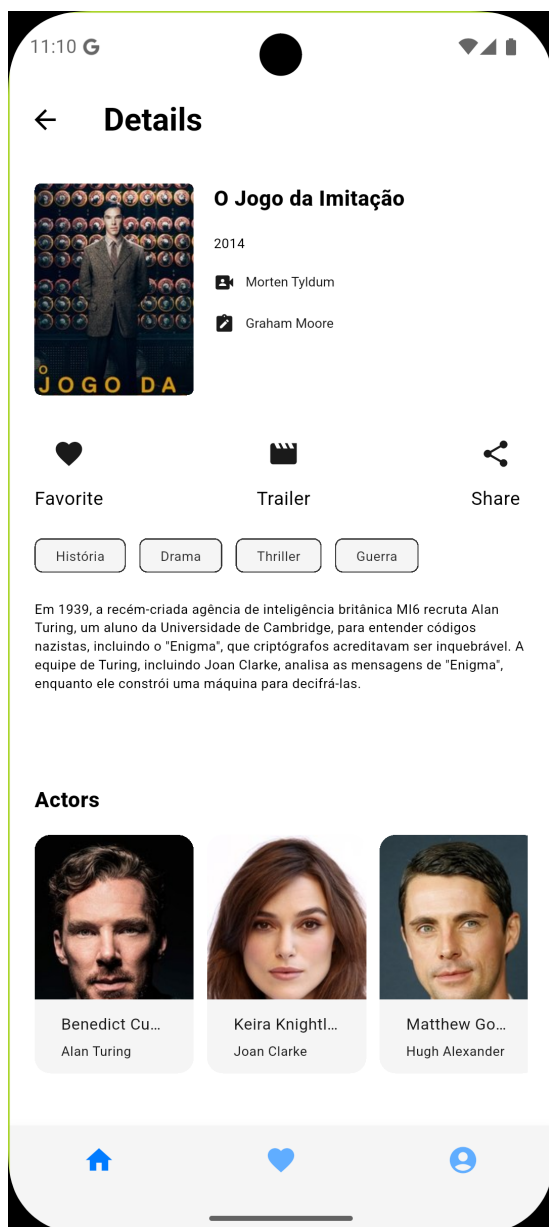 11:10 G
Details
O Jogo da Imitação
2014
Morten Tyldum
Graham Moore
O
JOGO DA
Favorite
Trailer
Share
História
Drama
Thriller
Guerra
Em 1939, a recém-criada agência de inteligência britânica MI6 recruta Alan
Turing, um aluno da Universidade de Cambridge, para entender códigos
nazistas, incluindo o "Enigma", que criptógrafos acreditavam ser inquebrável. A
equipe de Turing, incluindo Joan Clarke, analisa as mensagens de "Enigma",
enquanto ele constrói uma máquina para decifrá-las.
Actors
Benedict Cu...
Alan Turing
Keira Knightl...
Joan Clarke
Matthew Go...
Hugh Alexander